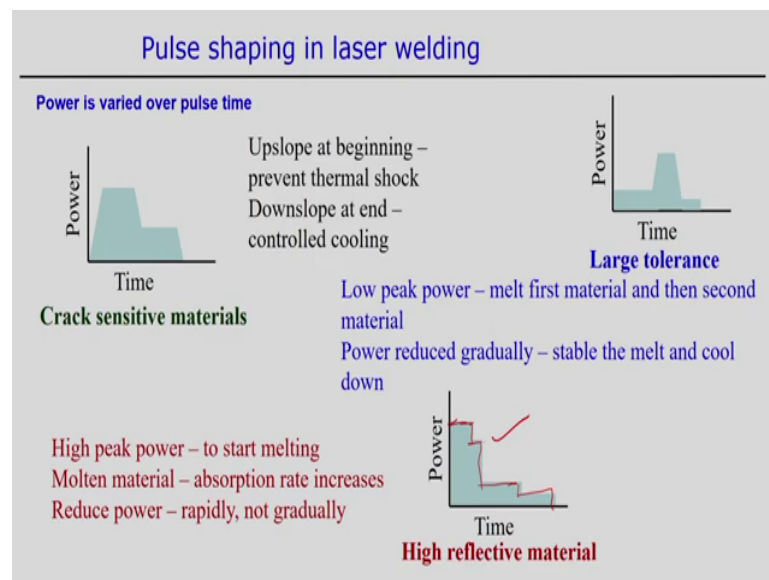 Pulse shaping in laser welding
Power is varied over pulse time
Power
Time
Crack sensitive materials
Upslope at beginning –
prevent thermal shock
Downslope at end –
controlled cooling
Power
Time
Large tolerance
Low peak power – melt first material and then second
material
Power reduced gradually – stable the melt and cool
down
High peak power – to start melting
Molten material – absorption rate increases
Reduce power – rapidly, not gradually
Power
Time
High reflective material